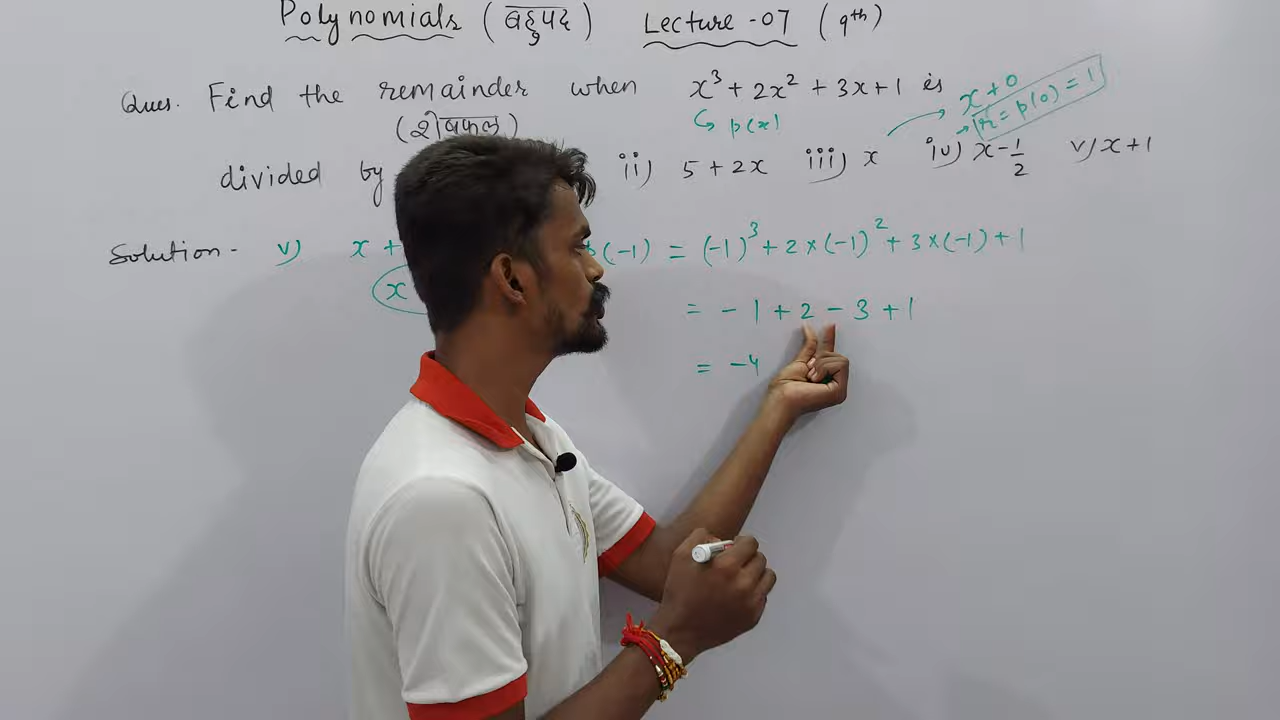 Polynomials (बहुपद) Lecture -07 (9th)
Ques. Find the remainder when x³ + 2x² + 3x + 1 is
(शेषफल) ↳ p(x) → x + 0
→ r = p(0) = 1
divided by ii) 5 + 2x iii) x iv) x - 1/2 v) x + 1
Solution - v) x + (-1) = (-1)³ + 2 × (-1)² + 3 × (-1) + 1
x = - 1 + 2 - 3 + 1
= -4